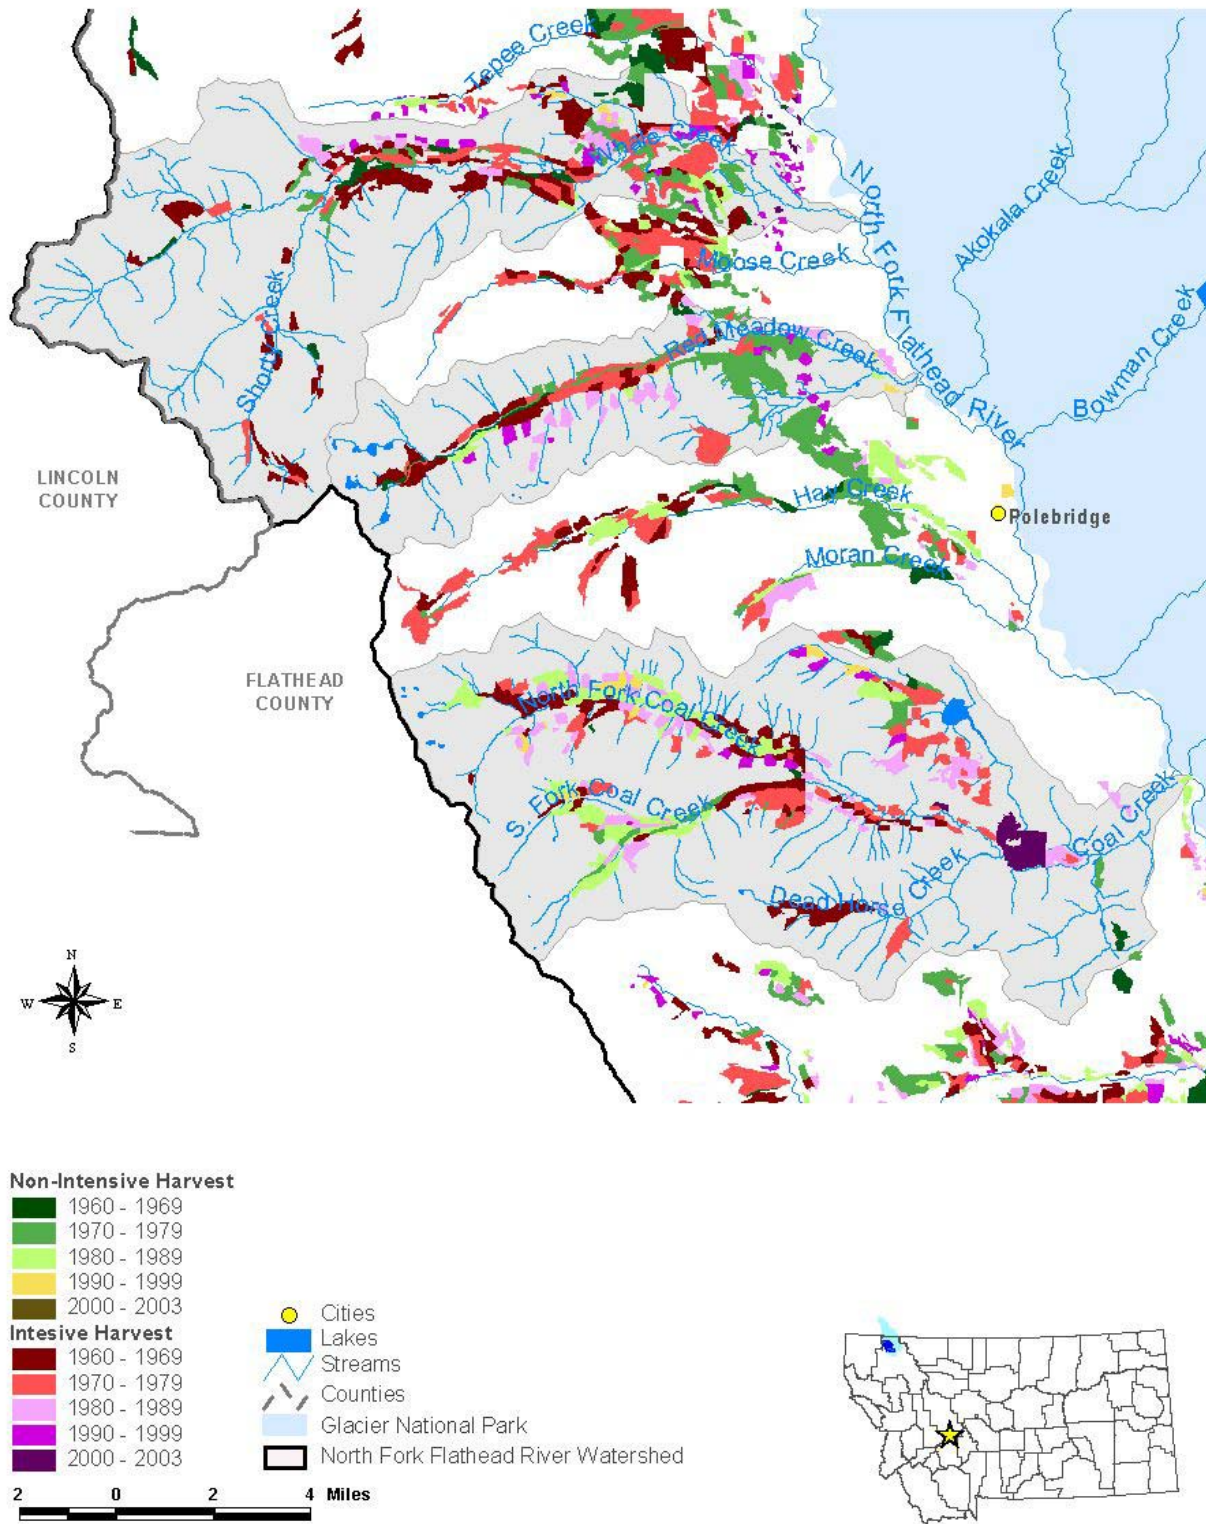 Tepee Creek
Whale Creek
North Fork Flathead River
Akokala Creek
Moose Creek
Bowman Creek
Shorty Creek
Red Meadow Creek
LINCOLN
COUNTY
Hay Creek
Polebridge
Moran Creek
FLATHEAD
COUNTY
North Fork Coal Creek
S. Fork Coal Creek
Coal Creek
Dead Horse Creek
N
W E
S
Non-Intensive Harvest
1960 - 1969
1970 - 1979
1980 - 1989
1990 - 1999
2000 - 2003
Intesive Harvest
1960 - 1969
1970 - 1979
1980 - 1989
1990 - 1999
2000 - 2003
Cities
Lakes
Streams
Counties
Glacier National Park
North Fork Flathead River Watershed
2 0 2 4 Miles